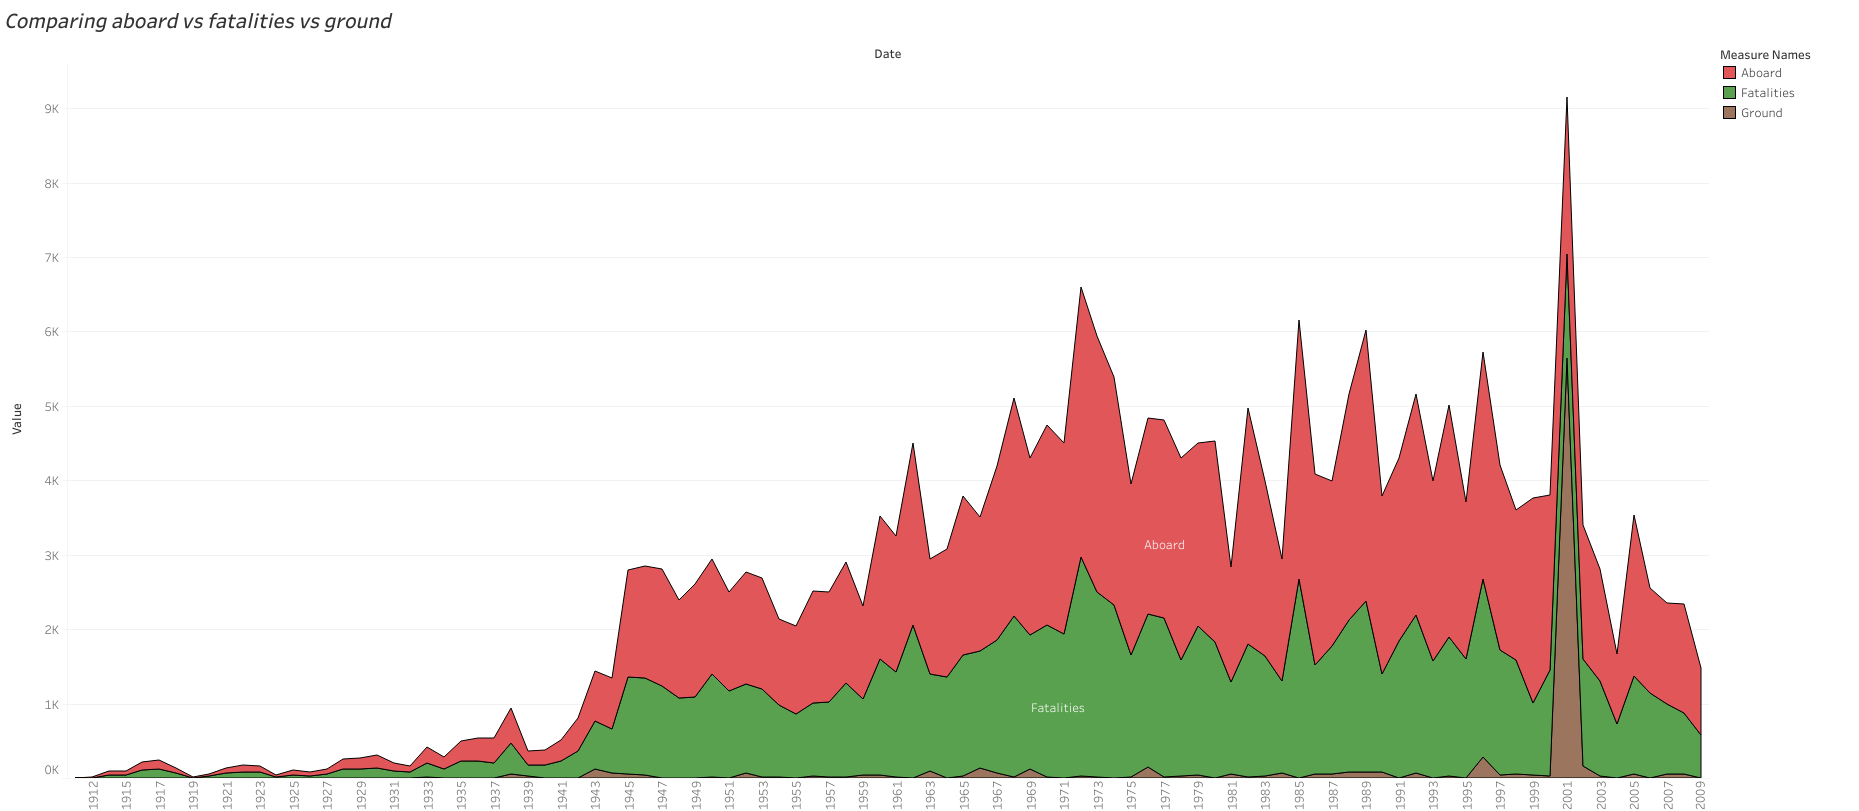 Comparing aboard vs fatalities vs ground
Date
Measure Names
Aboard
Fatalities
Ground
Value
9K
8K
7K
6K
5K
4K
3K
2K
1K
0K
Aboard
Fatalities
1912 1915 1917 1919 1921 1923 1925 1927 1929 1931 1933 1935 1937 1939 1941 1943 1945 1947 1949 1951 1953 1955 1957 1959 1961 1963 1965 1967 1969 1971 1973 1975 1977 1979 1981 1983 1985 1987 1989 1991 1993 1995 1997 1999 2001 2003 2005 2007 2009